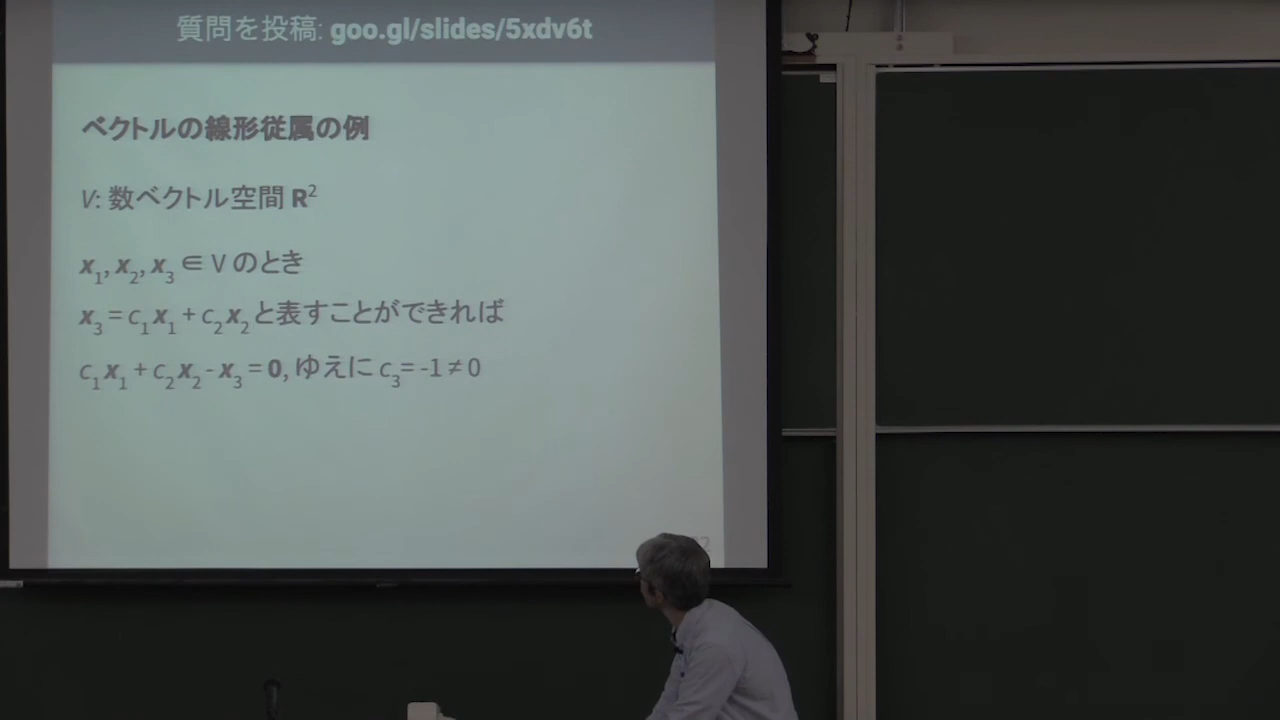 質問を投稿: goo.gl/slides/5xdv6t
ベクトルの線形従属の例
V: 数ベクトル空間 R²
x₁, x₂, x₃ ∈ V のとき
x₃ = c₁x₁ + c₂x₂ と表すことができれば
c₁x₁ + c₂x₂ - x₃ = 0, ゆえに c₃= -1 ≠ 0